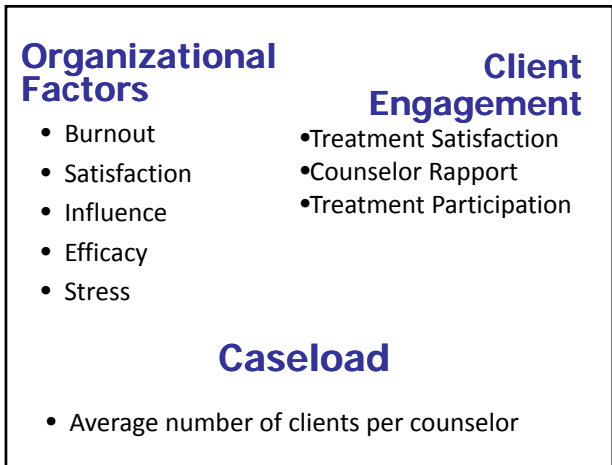 Organizational
Factors
• Burnout
• Satisfaction
• Influence
• Efficacy
• Stress
Client
Engagement
•Treatment Satisfaction
•Counselor Rapport
•Treatment Participation
Caseload
• Average number of clients per counselor